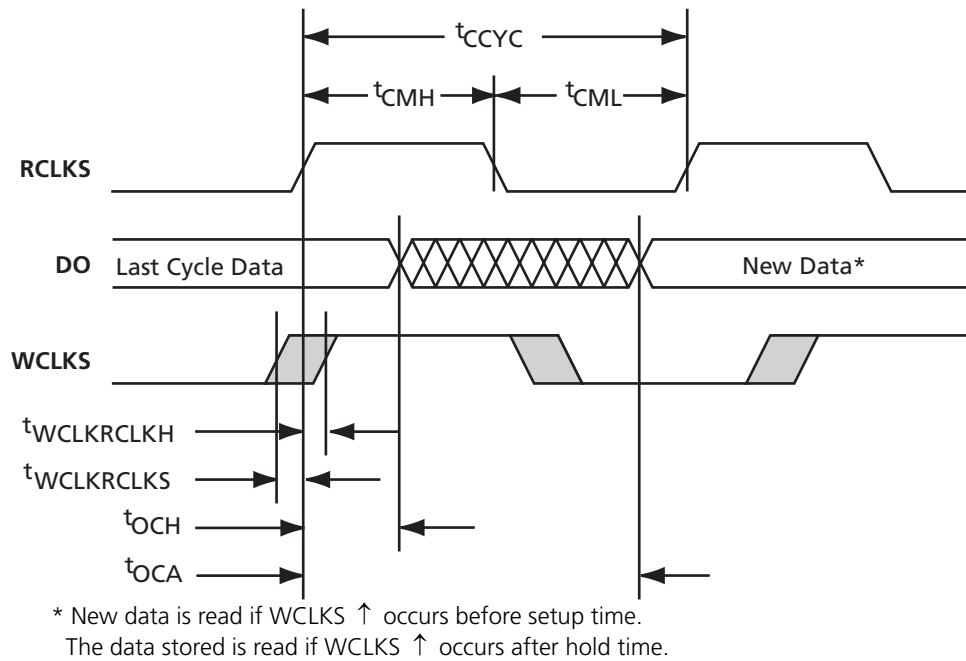 tCCYC
tCMH tCML
RCLKS
DO Last Cycle Data New Data*
WCLKS
tWCLKRCLKH
tWCLKRCLKS
tOCH
tOCA
* New data is read if WCLKS ↑ occurs before setup time.
The data stored is read if WCLKS ↑ occurs after hold time.